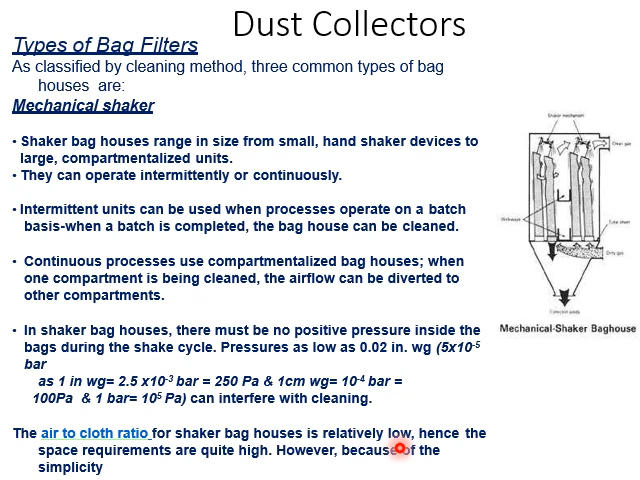 Dust Collectors
Types of Bag Filters
As classified by cleaning method, three common types of bag
houses are:
Mechanical shaker
• Shaker bag houses range in size from small, hand shaker devices to
large, compartmentalized units.
• They can operate intermittently or continuously.
• Intermittent units can be used when processes operate on a batch
basis-when a batch is completed, the bag house can be cleaned.
• Continuous processes use compartmentalized bag houses; when
one compartment is being cleaned, the airflow can be diverted to
other compartments.
• In shaker bag houses, there must be no positive pressure inside the
bags during the shake cycle. Pressures as low as 0.02 in. wg (5x10⁻⁵
bar
as 1 in wg= 2.5 x10⁻³ bar = 250 Pa & 1cm wg= 10⁻⁴ bar =
100Pa & 1 bar= 10⁵ Pa) can interfere with cleaning.
The air to cloth ratio for shaker bag houses is relatively low, hence the
space requirements are quite high. However, because of the
simplicity
Shaker mechanism
Clean gas
Tube sheet
Dirty gas
Mechanical-Shaker Baghouse